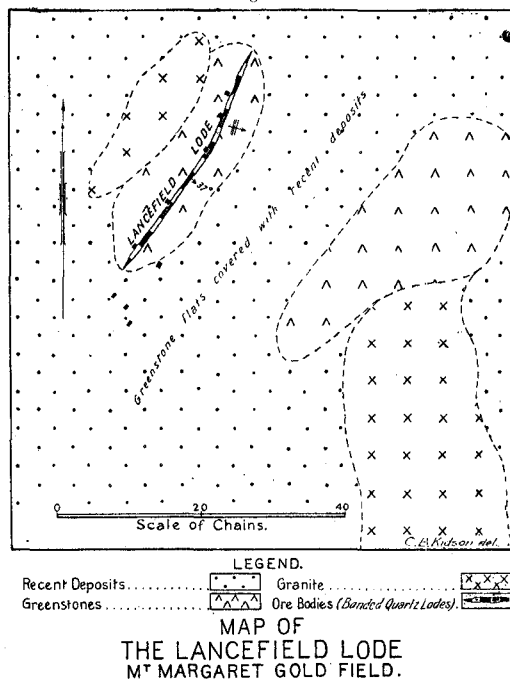 LANCEFIELD LODE
37
Greenstone flats covered with recent deposits
0 20 40
Scale of Chains.
C.B. Kidson del.
LEGEND.
Recent Deposits
Granite
Greenstones
Ore Bodies (Banded Quartz Lodes).
MAP OF
THE LANCEFIELD LODE
MT MARGARET GOLD FIELD.